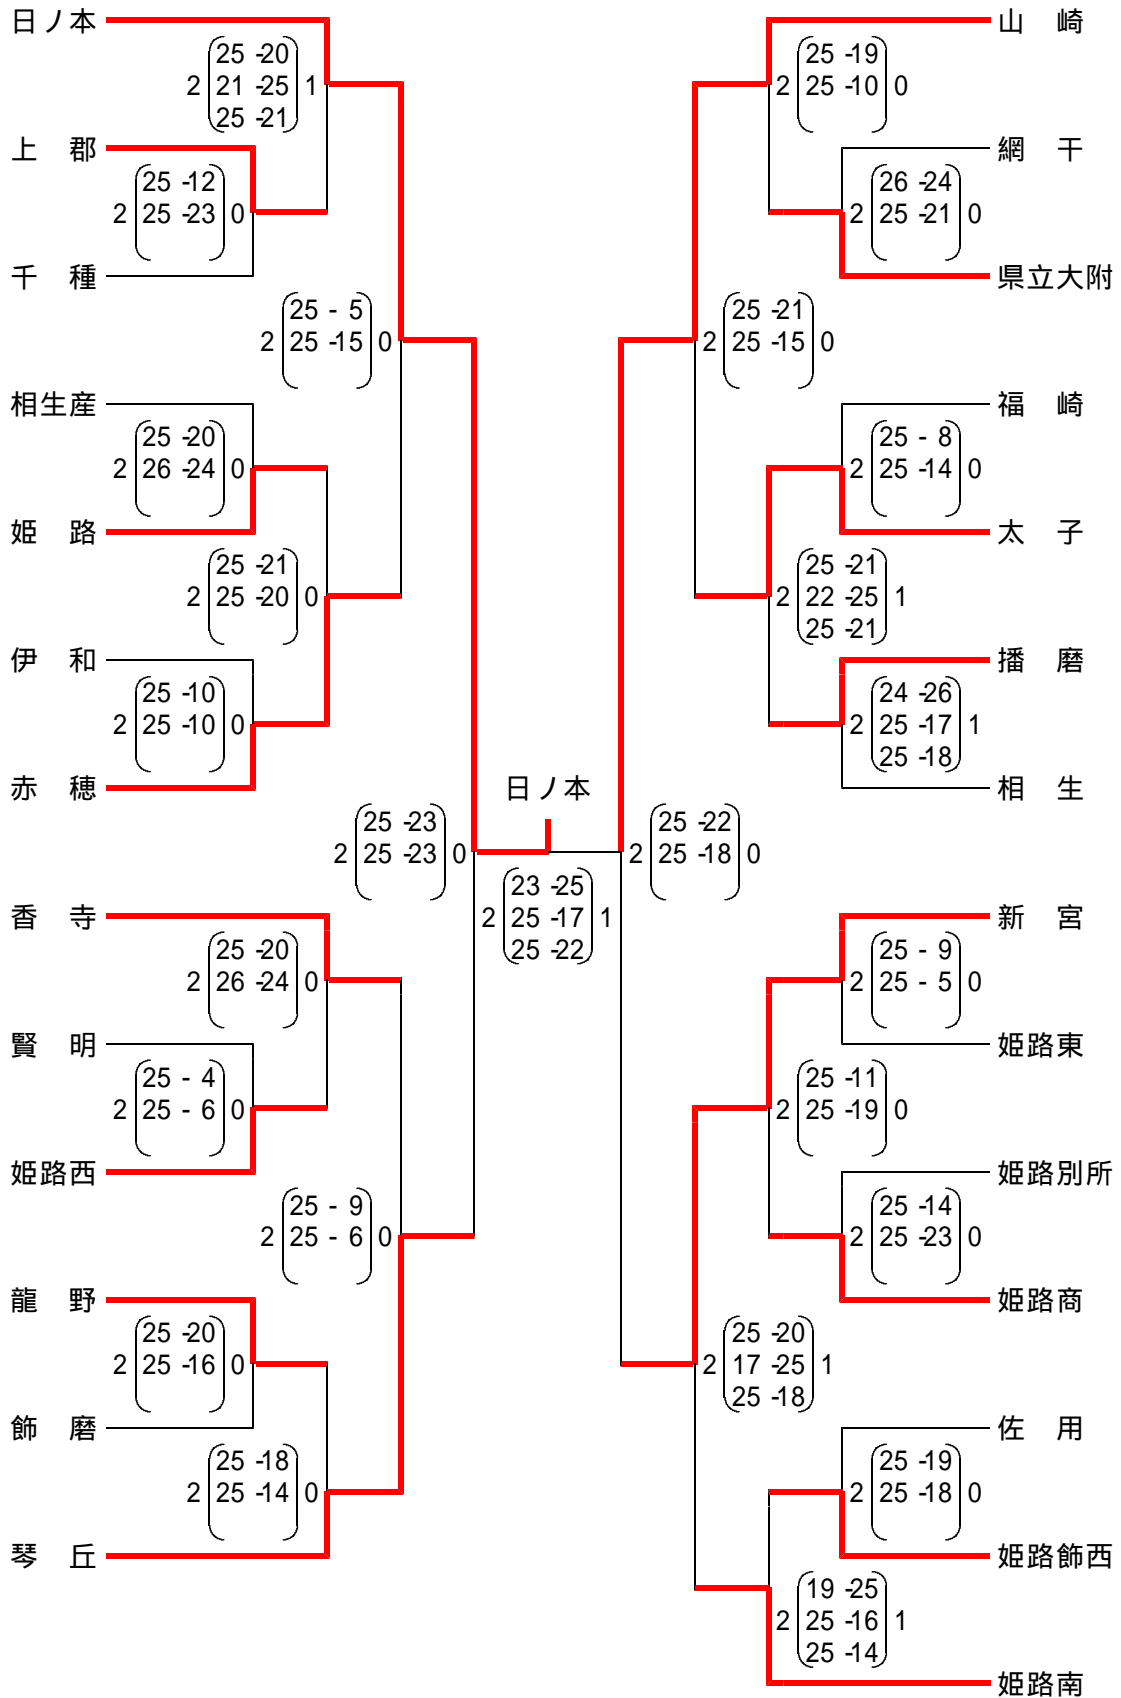 日ノ本
2 25 -20 1
21 -25
25 -21
上 郡
2 25 -12 0
25 -23
千 種
2 25 - 5 0
25 -15
相生産
2 25 -20 0
26 -24
姫 路
2 25 -21 0
25 -20
伊 和
2 25 -10 0
25 -10
赤 穂
2 25 -23 0
25 -23
香 寺
2 25 -20 0
26 -24
賢 明
2 25 - 4 0
25 - 6
姫路西
2 25 - 9 0
25 - 6
龍 野
2 25 -20 0
25 -16
飾 磨
2 25 -18 0
25 -14
琴 丘
日ノ本
2 23 -25 1
25 -17
25 -22
山 崎
2 25 -19 0
25 -10
網 干
2 26 -24 0
25 -21
県立大附
2 25 -21 0
25 -15
福 崎
2 25 - 8 0
25 -14
太 子
2 25 -21 1
22 -25
25 -21
播 磨
2 24 -26 1
25 -17
25 -18
相 生
2 25 -22 0
25 -18
新 宮
2 25 - 9 0
25 - 5
姫路東
2 25 -11 0
25 -19
姫路別所
2 25 -14 0
25 -23
姫路商
2 25 -20 1
17 -25
25 -18
佐 用
2 25 -19 0
25 -18
姫路飾西
2 19 -25 1
25 -16
25 -14
姫路南